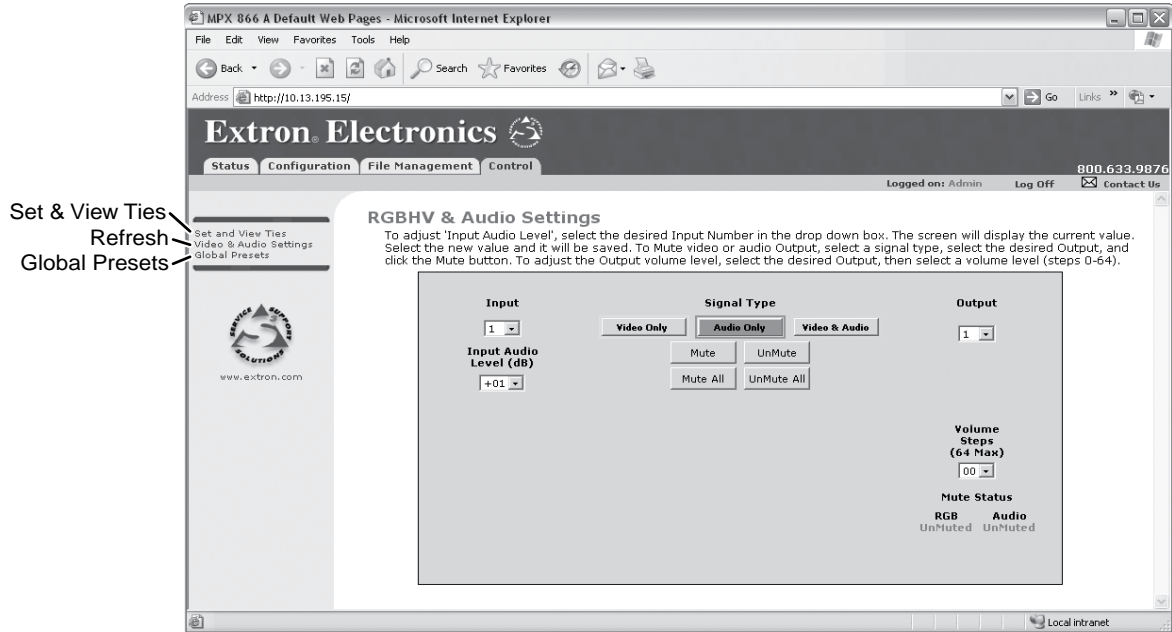 MPX 866 A Default Web Pages - Microsoft Internet Explorer
File Edit View Favorites Tools Help
Back Search Favorites
Address http://10.13.195.15/ Go Links »
Extron® Electronics
Status Configuration File Management Control
800.633.9876
Logged on: Admin Log Off Contact Us
Set & View Ties
Refresh
Global Presets
Set and View Ties
Video & Audio Settings
Global Presets
SERVICE SUPPORT SOLUTIONS
S3
www.extron.com
RGBHV & Audio Settings
To adjust 'Input Audio Level', select the desired Input Number in the drop down box. The screen will display the current value.
Select the new value and it will be saved. To Mute video or audio Output, select a signal type, select the desired Output, and
click the Mute button. To adjust the Output volume level, select the desired Output, then select a volume level (steps 0-64).
Input
1
Input Audio
Level (dB)
+01
Signal Type
Video Only Audio Only Video & Audio
Mute UnMute
Mute All UnMute All
Output
1
Volume
Steps
(64 Max)
00
Mute Status
RGB Audio
UnMuted UnMuted
Local intranet